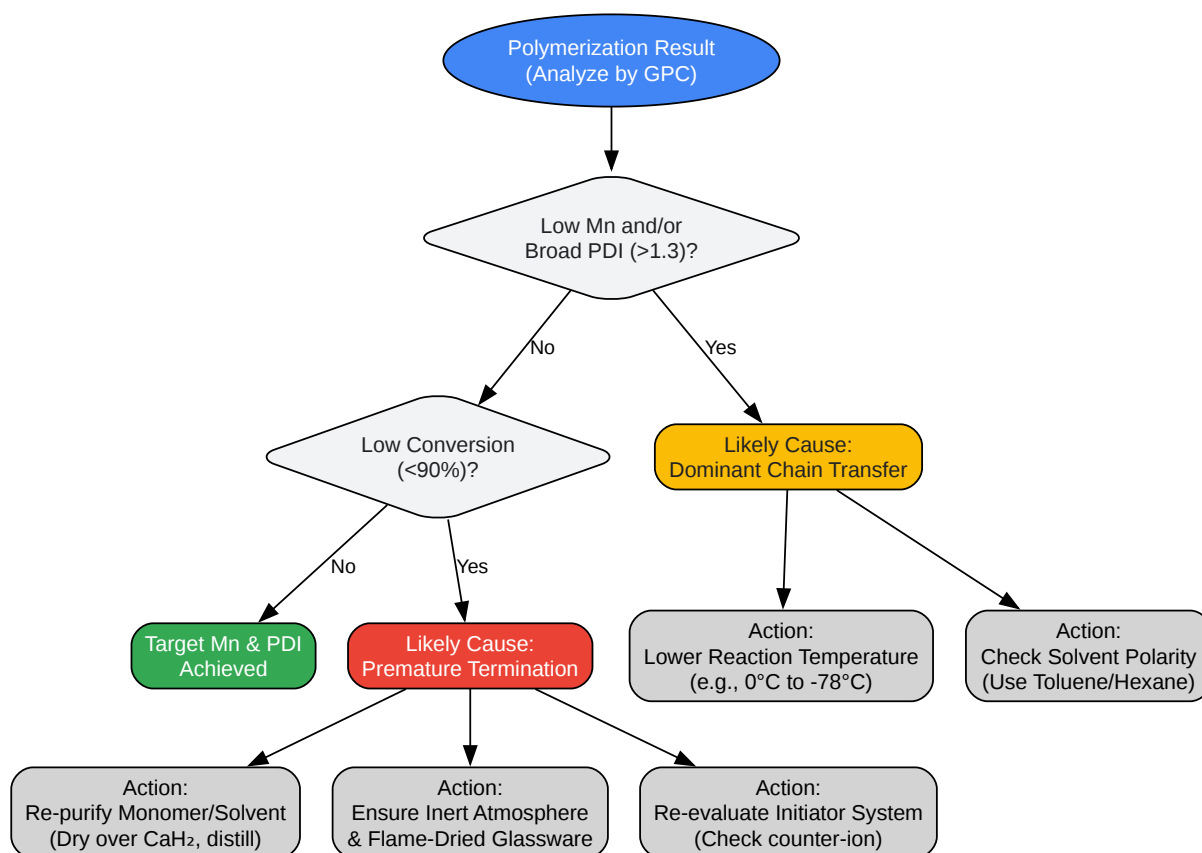 Polymerization Result
(Analyze by GPC)
Low Mn and/or
Broad PDI (>1.3)?
No
Yes
Low Conversion
(<90%)?
Likely Cause:
Dominant Chain Transfer
No
Yes
Target Mn & PDI
Achieved
Likely Cause:
Premature Termination
Action:
Lower Reaction Temperature
(e.g., 0°C to -78°C)
Action:
Check Solvent Polarity
(Use Toluene/Hexane)
Action:
Re-purify Monomer/Solvent
(Dry over CaH₂, distill)
Action:
Ensure Inert Atmosphere
& Flame-Dried Glassware
Action:
Re-evaluate Initiator System
(Check counter-ion)